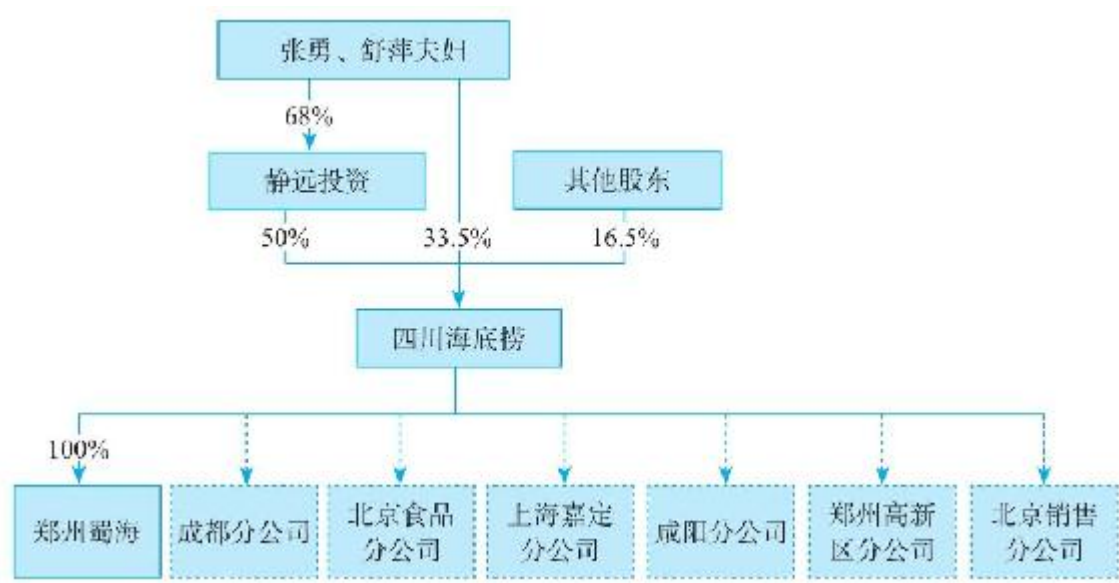 张勇、舒萍夫妇
68%
静远投资
其他股东
50%
33.5%
16.5%
四川海底捞
100%
郑州蜀海
成都分公司
北京食品
分公司
上海嘉定
分公司
咸阳分公司
郑州高新
区分公司
北京销售
分公司